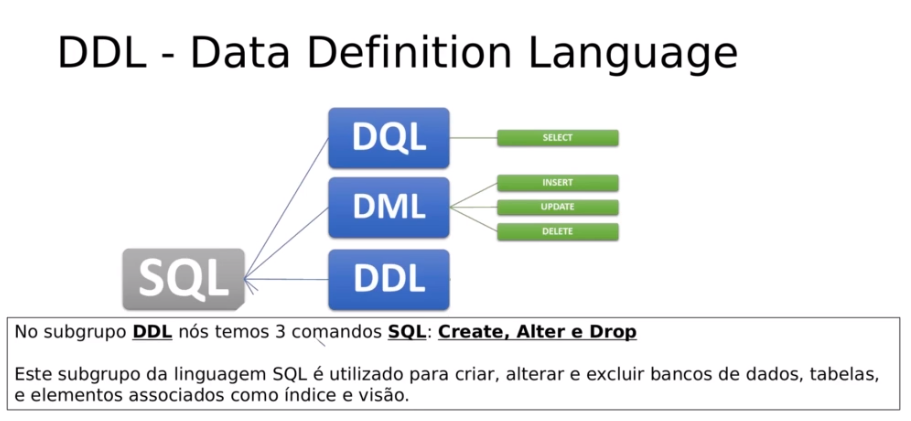 DDL - Data Definition Language
DQL
SELECT
DML
INSERT
UPDATE
DELETE
SQL
DDL
No subgrupo DDL nós temos 3 comandos SQL: Create, Alter e Drop
Este subgrupo da linguagem SQL é utilizado para criar, alterar e excluir bancos de dados, tabelas,
e elementos associados como índice e visão.